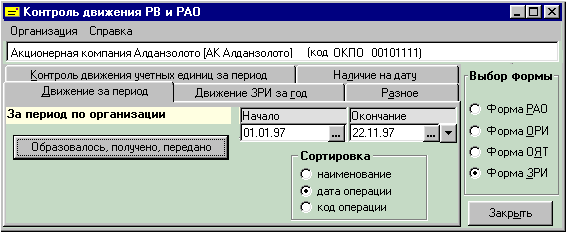 Контроль движения РВ и РАО
Организация Справка
Акционерная компания Алданзолото [АК Алданзолото] (код ОКПО 00101111)
Контроль движения учетных единиц за период Наличие на дату
Движение за период Движение ЗРИ за год Разное
За период по организации
Начало Окончание
01.01.97 ... 22.11.97 ...
Образовалось, получено, передано
Сортировка
наименование
дата операции
код операции
Выбор формы
Форма РАО
Форма ОРИ
Форма ОЯТ
Форма ЗРИ
Закрыть